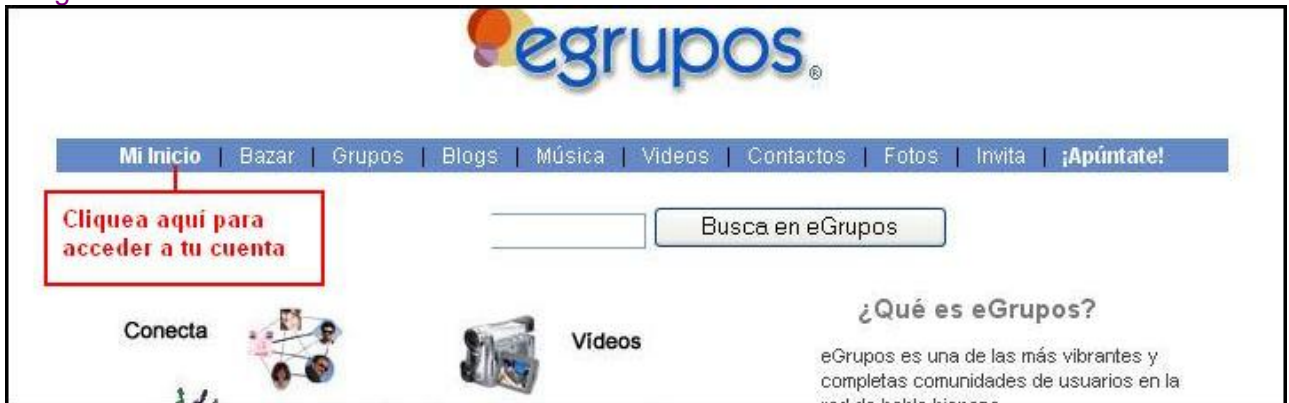 egrupos®
Mi Inicio | Bazar | Grupos | Blogs | Música | Videos | Contactos | Fotos | Invita | ¡Apúntate!
Cliquea aquí para
acceder a tu cuenta
Busca en eGrupos
Conecta
Vídeos
¿Qué es eGrupos?
eGrupos es una de las más vibrantes y
completas comunidades de usuarios en la